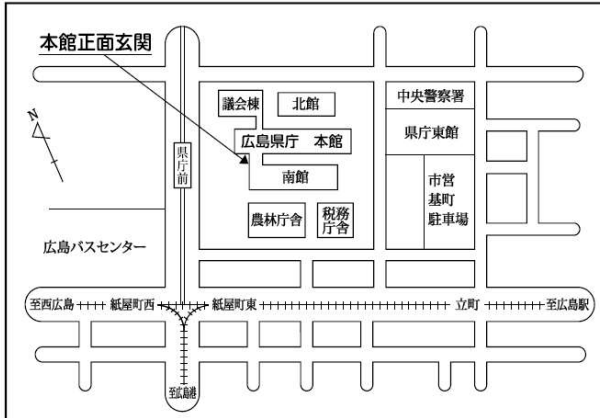 本館正面玄関
N
議会棟
北館
広島県庁 本館
南館
農林庁舎
税務
庁舎
県庁前
中央警察署
県庁東館
市営
基町
駐車場
広島バスセンター
至西広島
紙屋町西
紙屋町東
立町
至広島駅
至広島港